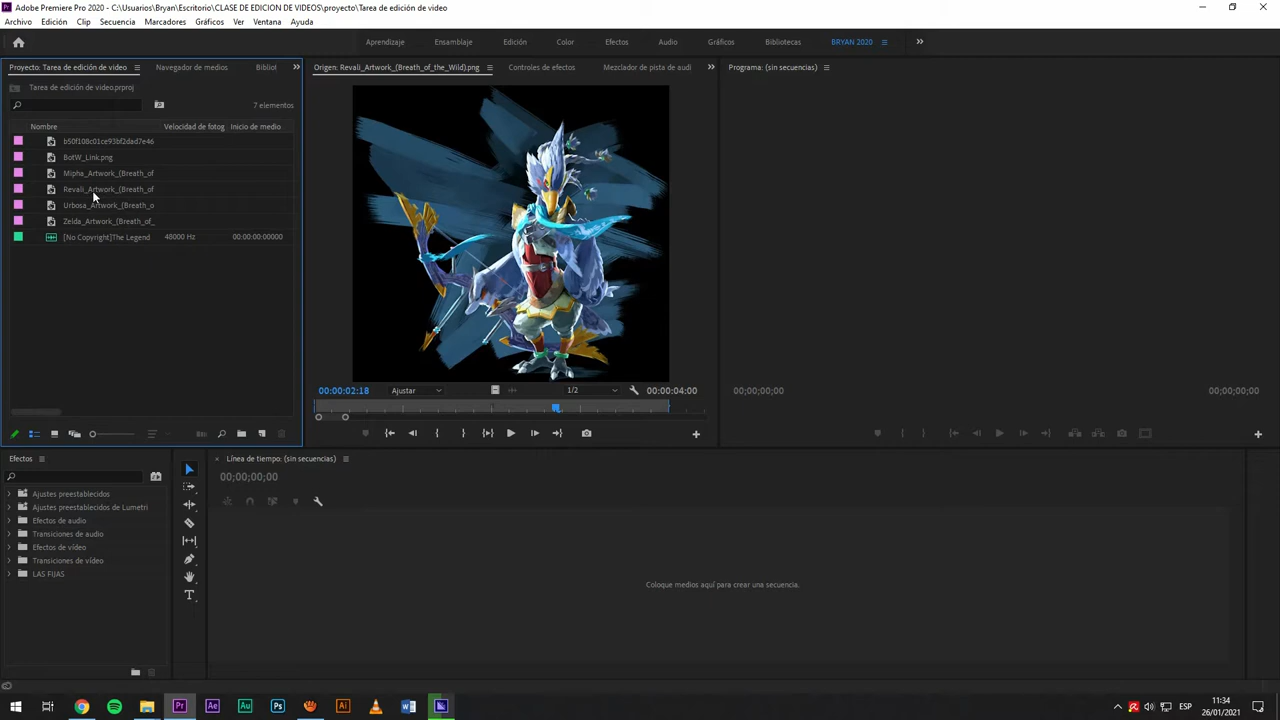 Adobe Premiere Pro 2020 - C:\Usuarios\Bryan\Escritorio\CLASE DE EDICION DE VIDEOS\proyecto\Tarea de edición de video
Archivo Edición Clip Secuencia Marcadores Gráficos Ver Ventana Ayuda
Aprendizaje Ensamblaje Edición Color Efectos Audio Gráficos Bibliotecas BRYAN 2020
Proyecto: Tarea de edición de video Navegador de medios Bibliot
Origen: Revali_Artwork_(Breath_of_the_Wild).png Controles de efectos Mezclador de pista de audi
Programa: (sin secuencias)
Tarea de edición de video.prproj
7 elementos
Nombre Velocidad de fotog Inicio de medio
b50f108c01ce93bf2dad7e46
BotW_Link.png
Mipha_Artwork_(Breath_of
Revali_Artwork_(Breath_of
Urbosa_Artwork_(Breath_o
Zelda_Artwork_(Breath_of_
[No Copyright]The Legend 48000 Hz 00:00:00:00000
00:00:02:18 Ajustar 1/2 00:00:04:00
00;00;00;00 00;00;00;00
Efectos
Ajustes preestablecidos
Ajustes preestablecidos de Lumetri
Efectos de audio
Transiciones de audio
Efectos de vídeo
Transiciones de vídeo
LAS FIJAS
Línea de tiempo: (sin secuencias)
00;00;00;00
Coloque medios aquí para crear una secuencia.
ESP
11:34
26/01/2021